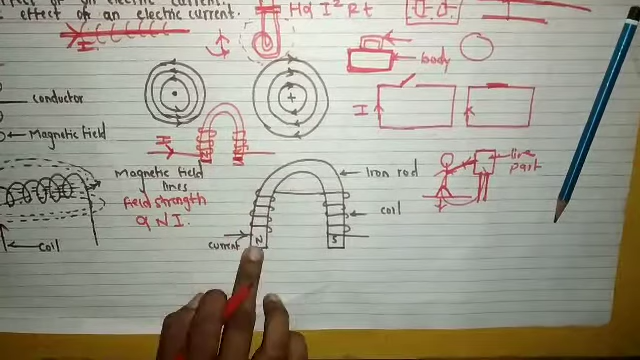 effect of an electric current.
H α I² R t
body
I
conductor
Magnetic field
I
I
Magnetic field
lines
field strength
α N I.
coil
Iron rod
coil
current
N
S
part